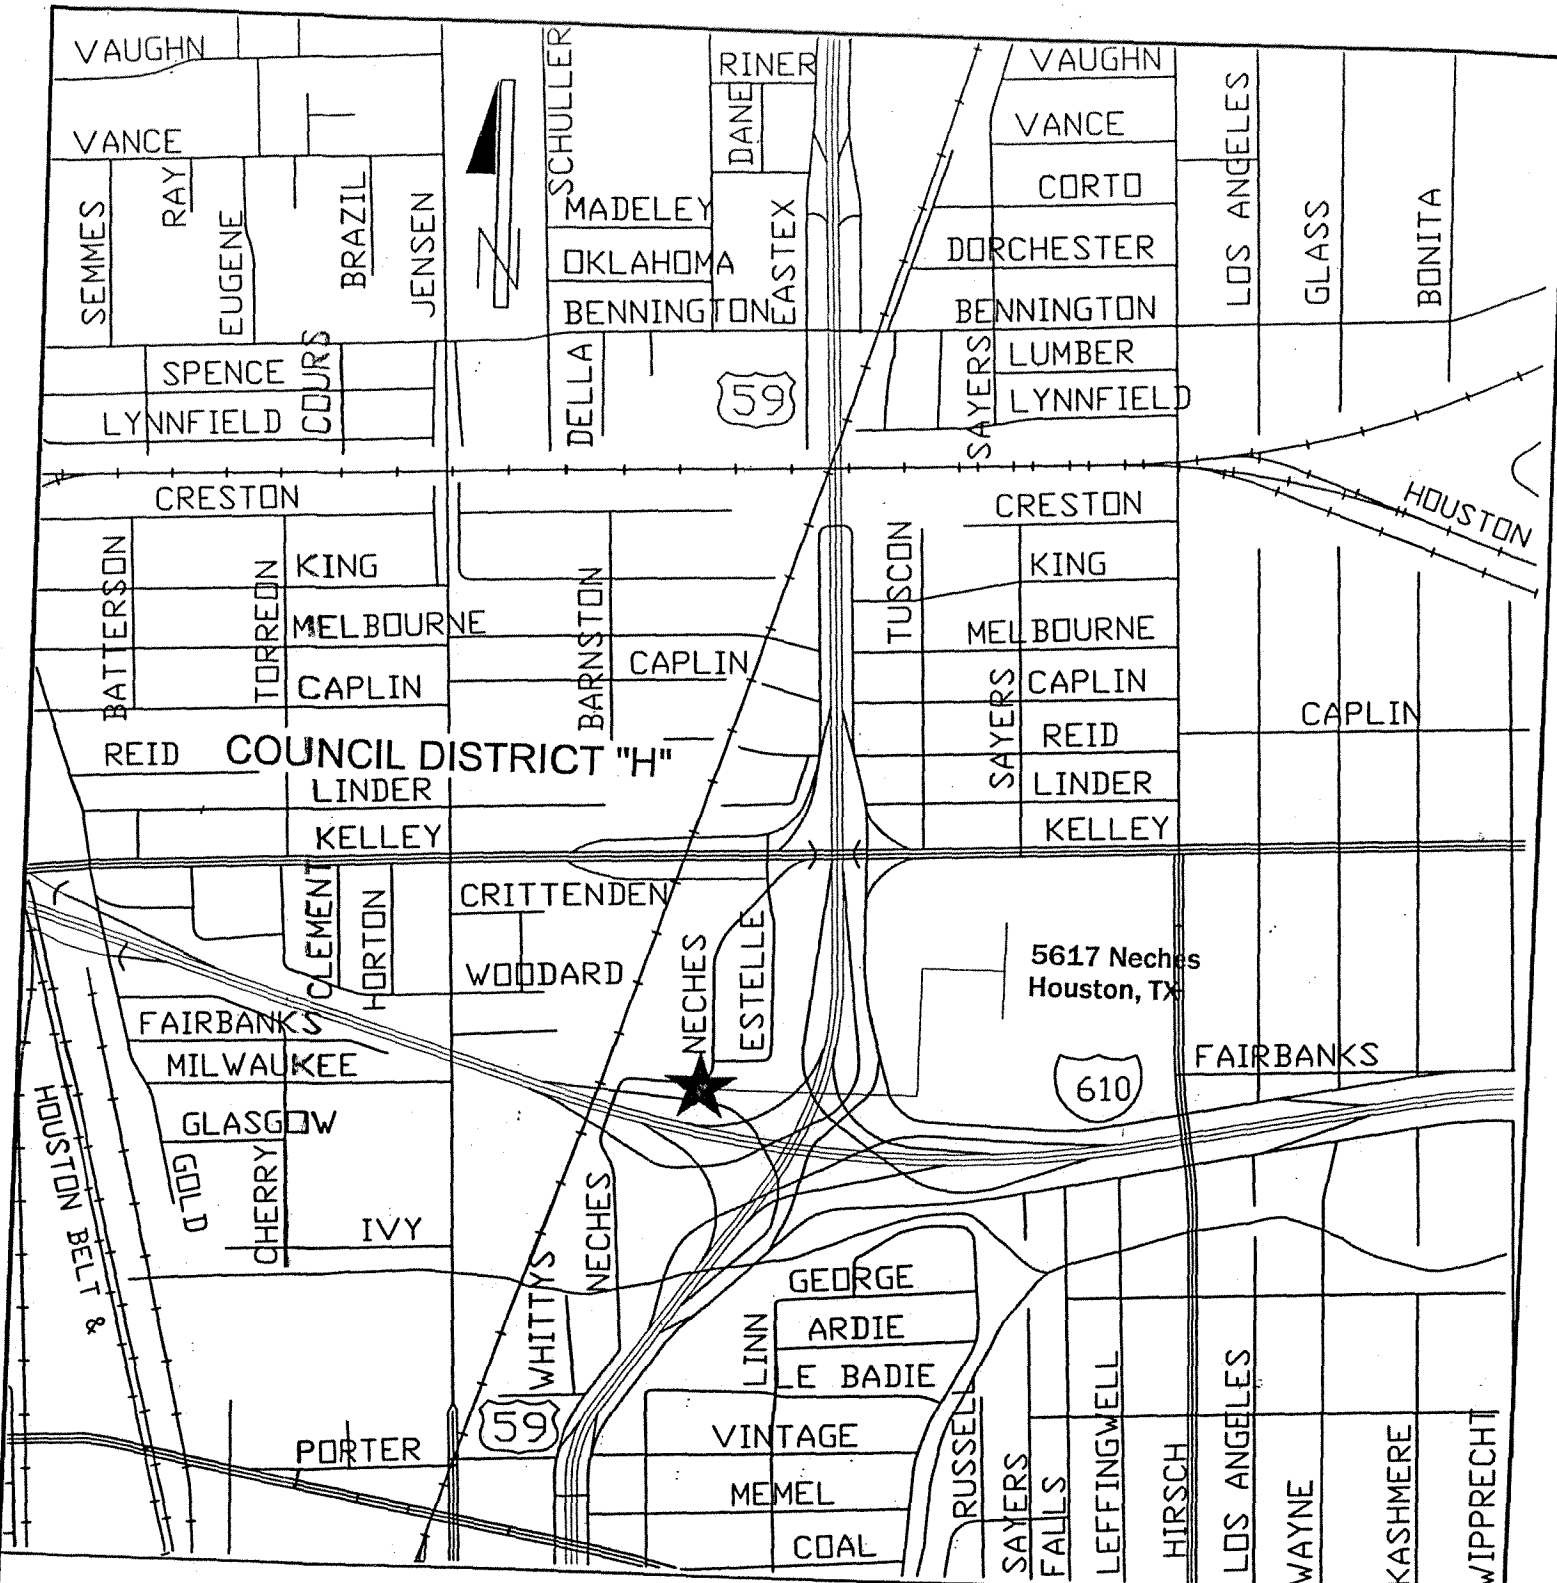 VAUGHN
SCHULLER
RINER
VAUGHN
VANCE
DANE
VANCE
LOS ANGELES
SEMMES
RAY
EUGENE
BRAZIL
JENSEN
N
MADELEY
OKLAHOMA
BENNINGTON
EASTEX
CORTO
DORCHESTER
BENNINGTON
GLASS
BONITA
SPENCE
COURS
LYNNFIELD
DELLA
59
SAYERS
LUMBER
LYNNFIELD
CRESTON
CRESTON
HOUSTON
BATTERSON
TORREON
KING
MELBOURNE
CAPLIN
BARNSTON
CAPLIN
TUSCON
KING
MELBOURNE
SAYERS
CAPLIN
CAPLIN
REID
COUNCIL DISTRICT "H"
REID
LINDER
LINDER
KELLEY
KELLEY
CLEMENT
HORTON
CRITTENDEN
WOODARD
NECHES
ESTELLE
5617 Neches
Houston, TX
FAIRBANKS
MILWAUKEE
610
FAIRBANKS
HOUSTON BELT &
GLASGOW
GOLD
CHERRY
IVY
NECHES
WHITTYS
GEORGE
LINN
ARDIE
LE BADIE
59
PORTER
VINTAGE
MEMEL
COAL
RUSSELL
SAYERS
FALLS
LEFFINGWELL
HIRSCH
LOS ANGELES
WAYNE
KASHMERE
WIPPRECHT